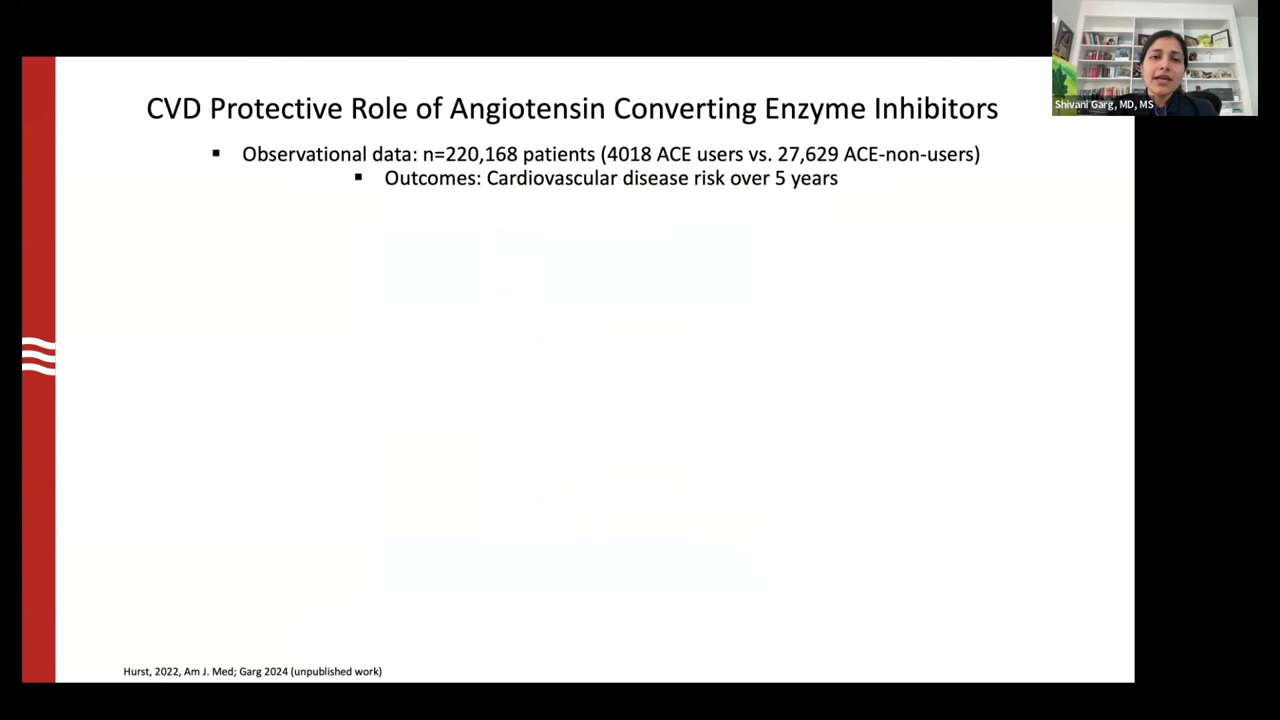 CVD Protective Role of Angiotensin Converting Enzyme Inhibitors
▪ Observational data: n=220,168 patients (4018 ACE users vs. 27,629 ACE-non-users)
▪ Outcomes: Cardiovascular disease risk over 5 years
Shivani Garg, MD, MS
Hurst, 2022, Am J. Med; Garg 2024 (unpublished work)